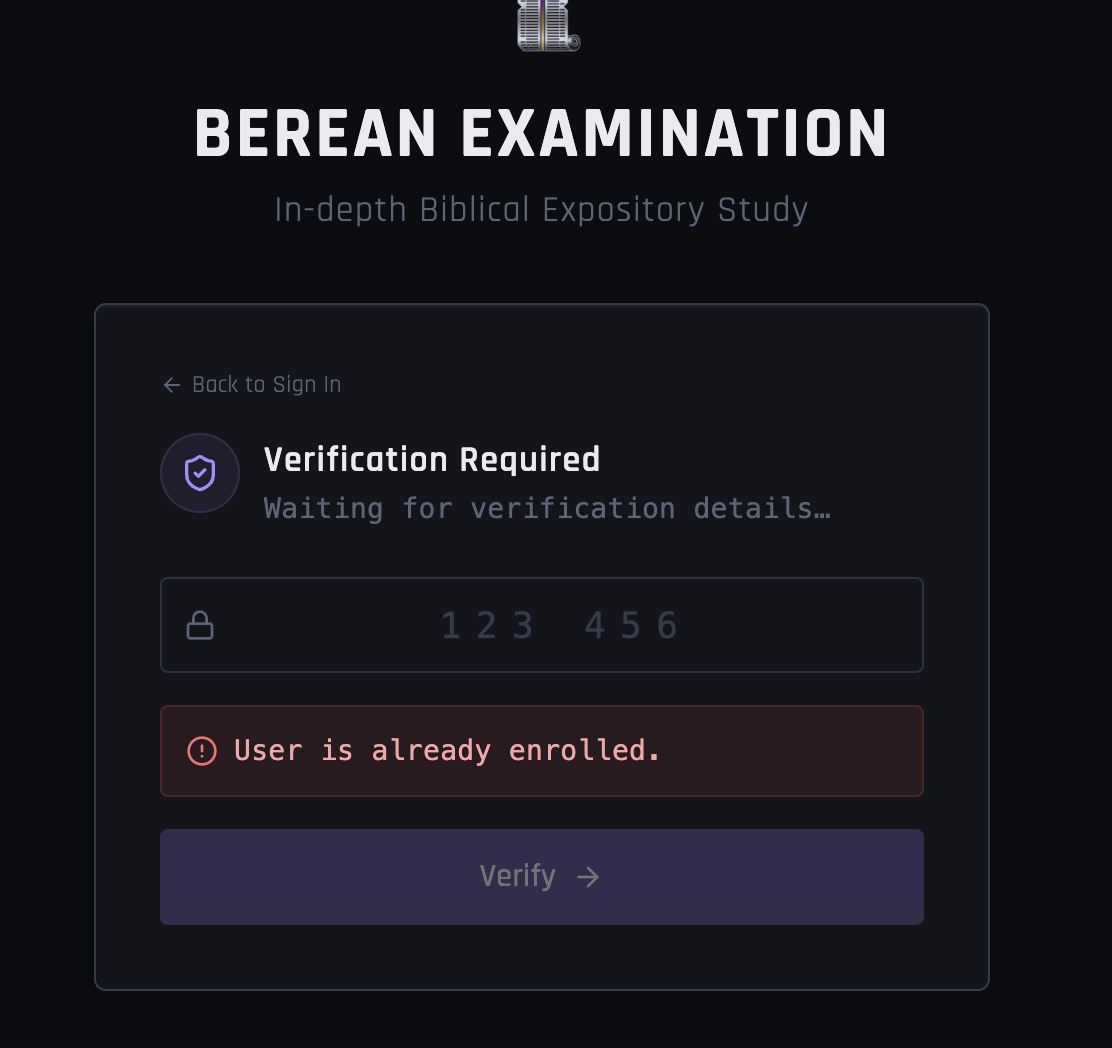 BEREAN EXAMINATION
In-depth Biblical Expository Study
← Back to Sign In
Verification Required
Waiting for verification details…
123 456
User is already enrolled.
Verify →